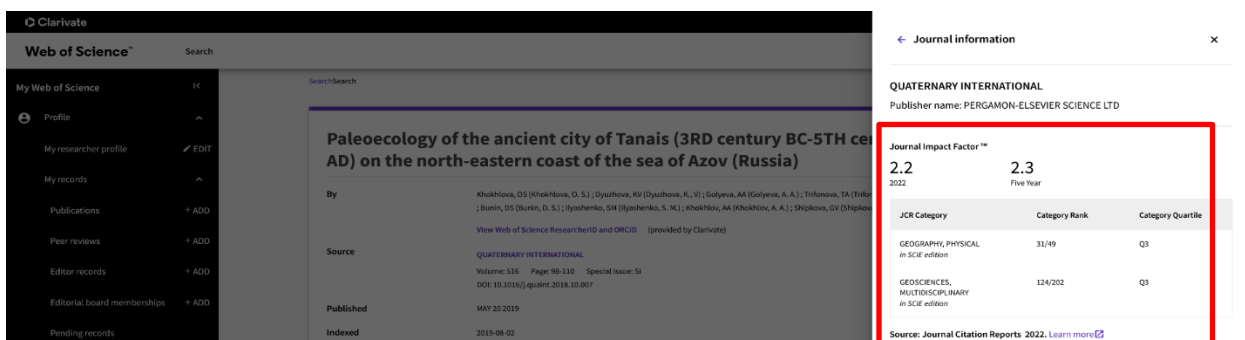 Clarivate
Web of Science™
Search
My Web of Science
Profile
My researcher profile
EDIT
My records
Publications
+ ADD
Peer reviews
+ ADD
Editor records
+ ADD
Editorial board memberships
+ ADD
Pending records
SearchSearch
Paleoecology of the ancient city of Tanais (3RD century BC-5TH ce
AD) on the north-eastern coast of the sea of Azov (Russia)
By
Khokhlova, OS (Khokhlova, O. S.) ; Dyuzhova, KV (Dyuzhova, K., V) ; Golyeva, AA (Golyeva, A. A.) ; Trifonova, TA (Trifon
; Bunin, DS (Bunin, D. S.) ; Ilyashenko, SM (Ilyashenko, S. M.) ; Khokhlov, AA (Khokhlov, A. A.) ; Shipkova, GV (Shipkov
View Web of Science ResearcherID and ORCID (provided by Clarivate)
Source
QUATERNARY INTERNATIONAL
Volume: 516 Page: 98-110 Special Issue: SI
DOI: 10.1016/j.quaint.2018.10.007
Published
MAY 20 2019
Indexed
2019-08-02
← Journal information
×
QUATERNARY INTERNATIONAL
Publisher name: PERGAMON-ELSEVIER SCIENCE LTD
Journal Impact Factor ™
2.2 2.3
2022 Five Year
JCR Category Category Rank Category Quartile
GEOGRAPHY, PHYSICAL 31/49 Q3
in SCIE edition
GEOSCIENCES, 124/202 Q3
MULTIDISCIPLINARY
in SCIE edition
Source: Journal Citation Reports 2022. Learn more